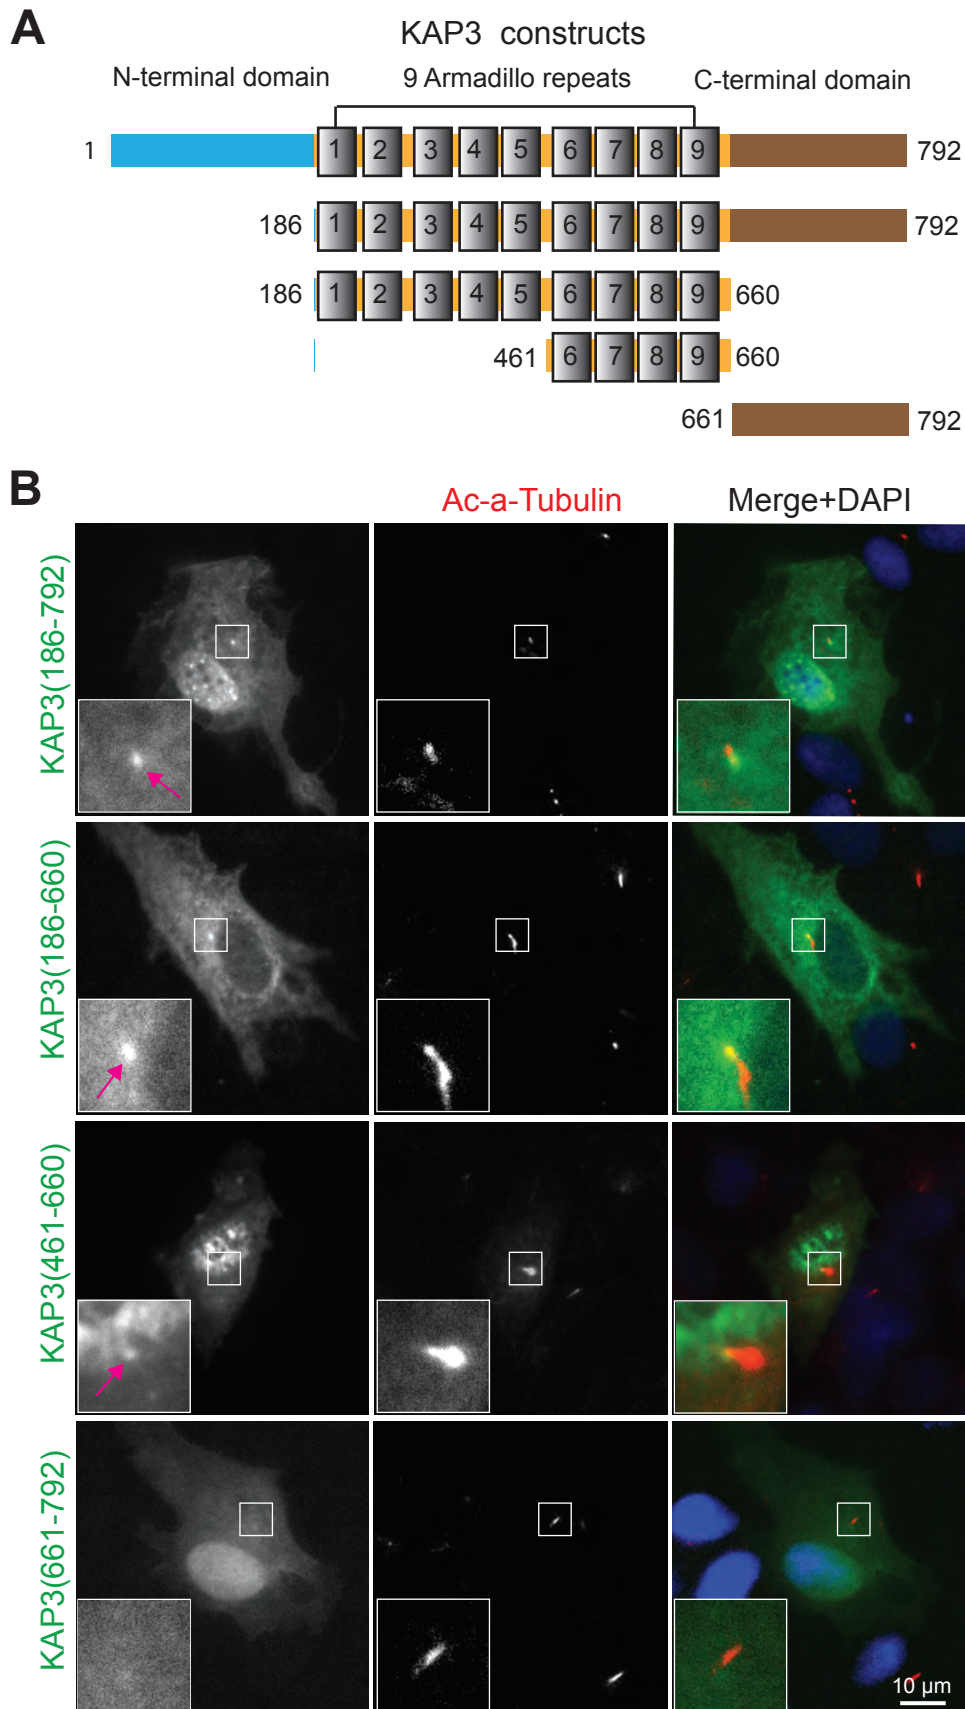 A
KAP3 constructs
N-terminal domain 9 Armadillo repeats C-terminal domain
1 1 2 3 4 5 6 7 8 9 792
186 1 2 3 4 5 6 7 8 9 792
186 1 2 3 4 5 6 7 8 9 660
461 6 7 8 9 660
661 792
B
Ac-a-Tubulin Merge+DAPI
KAP3(186-792)
KAP3(186-660)
KAP3(461-660)
KAP3(661-792)
10 µm